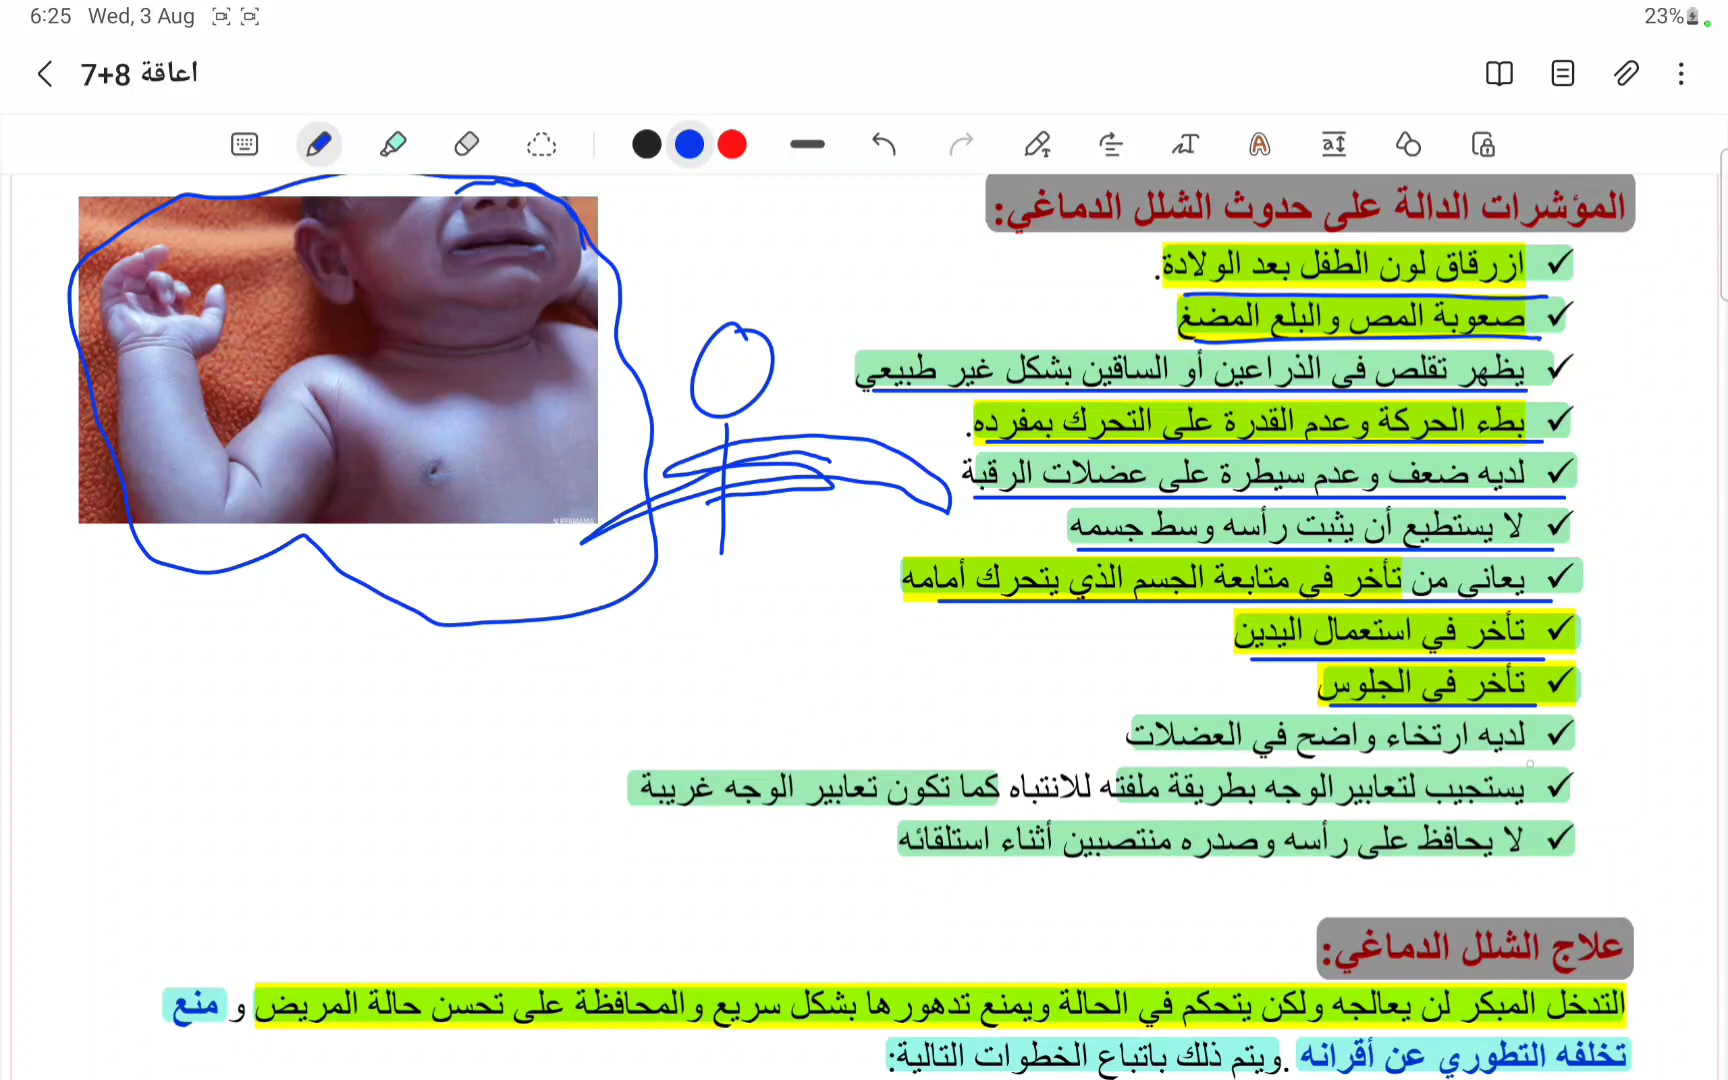 6:25 Wed, 3 Aug 23%
اعاقة 7+8
المؤشرات الدالة على حدوث الشلل الدماغي:
✓ ازرقاق لون الطفل بعد الولادة.
✓ صعوبة المص والبلع المضغ
✓ يظهر تقلص في الذراعين أو الساقين بشكل غير طبيعي
✓ بطء الحركة وعدم القدرة على التحرك بمفرده.
✓ لديه ضعف وعدم سيطرة على عضلات الرقبة
✓ لا يستطيع أن يثبت رأسه وسط جسمه
✓ يعانى من تأخر في متابعة الجسم الذي يتحرك أمامه
✓ تأخر في استعمال اليدين
✓ تأخر في الجلوس
✓ لديه ارتخاء واضح في العضلات
✓ يستجيب لتعابيرالوجه بطريقة ملفته للانتباه كما تكون تعابير الوجه غريبة
✓ لا يحافظ على رأسه وصدره منتصبين أثناء استلقائه
علاج الشلل الدماغي:
التدخل المبكر لن يعالجه ولكن يتحكم في الحالة ويمنع تدهورها بشكل سريع والمحافظة على تحسن حالة المريض و منع
تخلفه التطوري عن أقرانه .ويتم ذلك باتباع الخطوات التالية:
SUPERMAMA